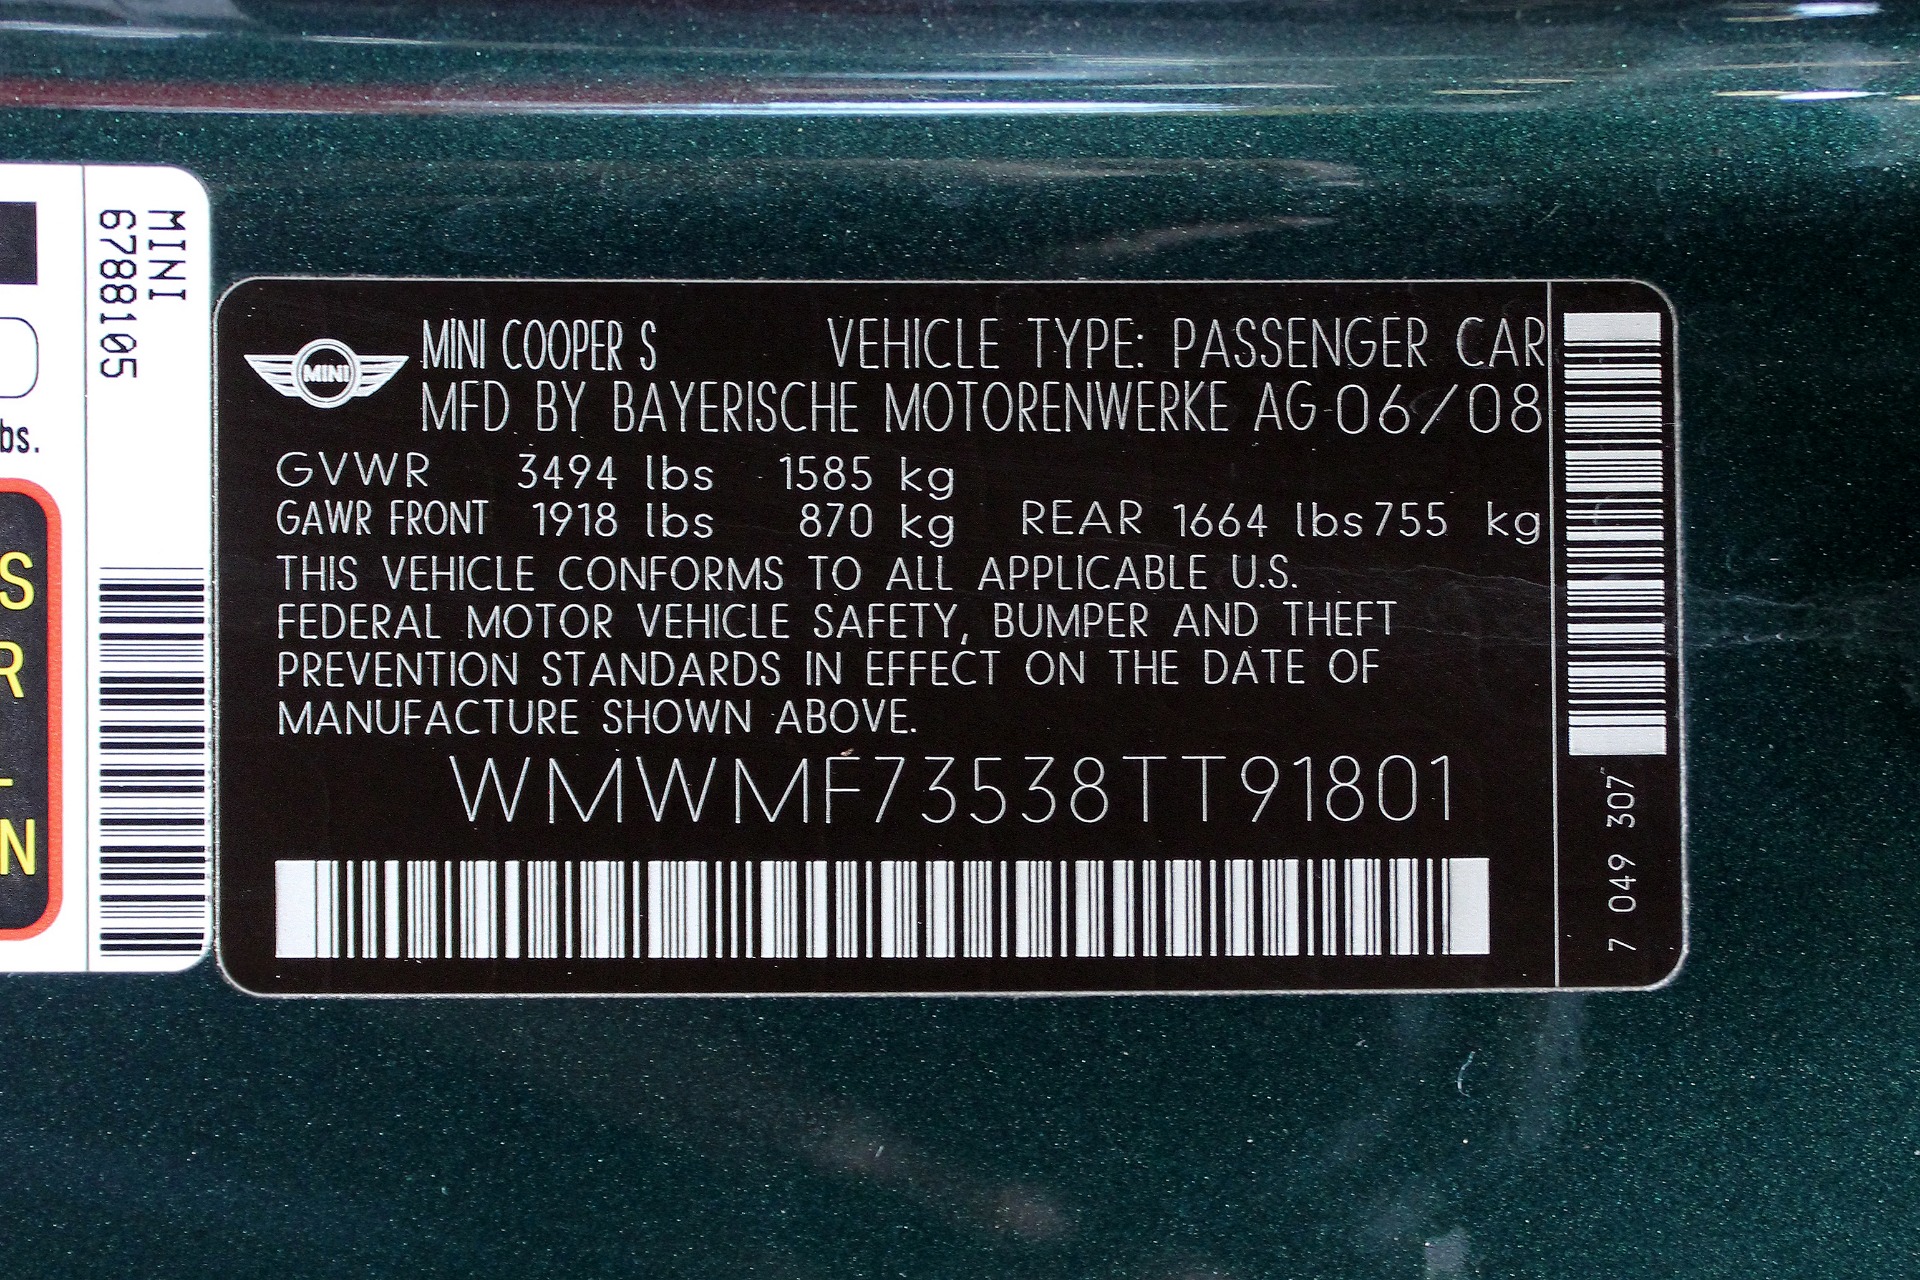 MINI
6788105
bs.
S
R
L
N
MINI
MINI COOPER S VEHICLE TYPE: PASSENGER CAR
MFD BY BAYERISCHE MOTORENWERKE AG 06/08
GVWR 3494 lbs 1585 kg
GAWR FRONT 1918 lbs 870 kg REAR 1664 lbs 755 kg
THIS VEHICLE CONFORMS TO ALL APPLICABLE U.S.
FEDERAL MOTOR VEHICLE SAFETY, BUMPER AND THEFT
PREVENTION STANDARDS IN EFFECT ON THE DATE OF
MANUFACTURE SHOWN ABOVE.
WMWMF73538TT91801
7 049 307